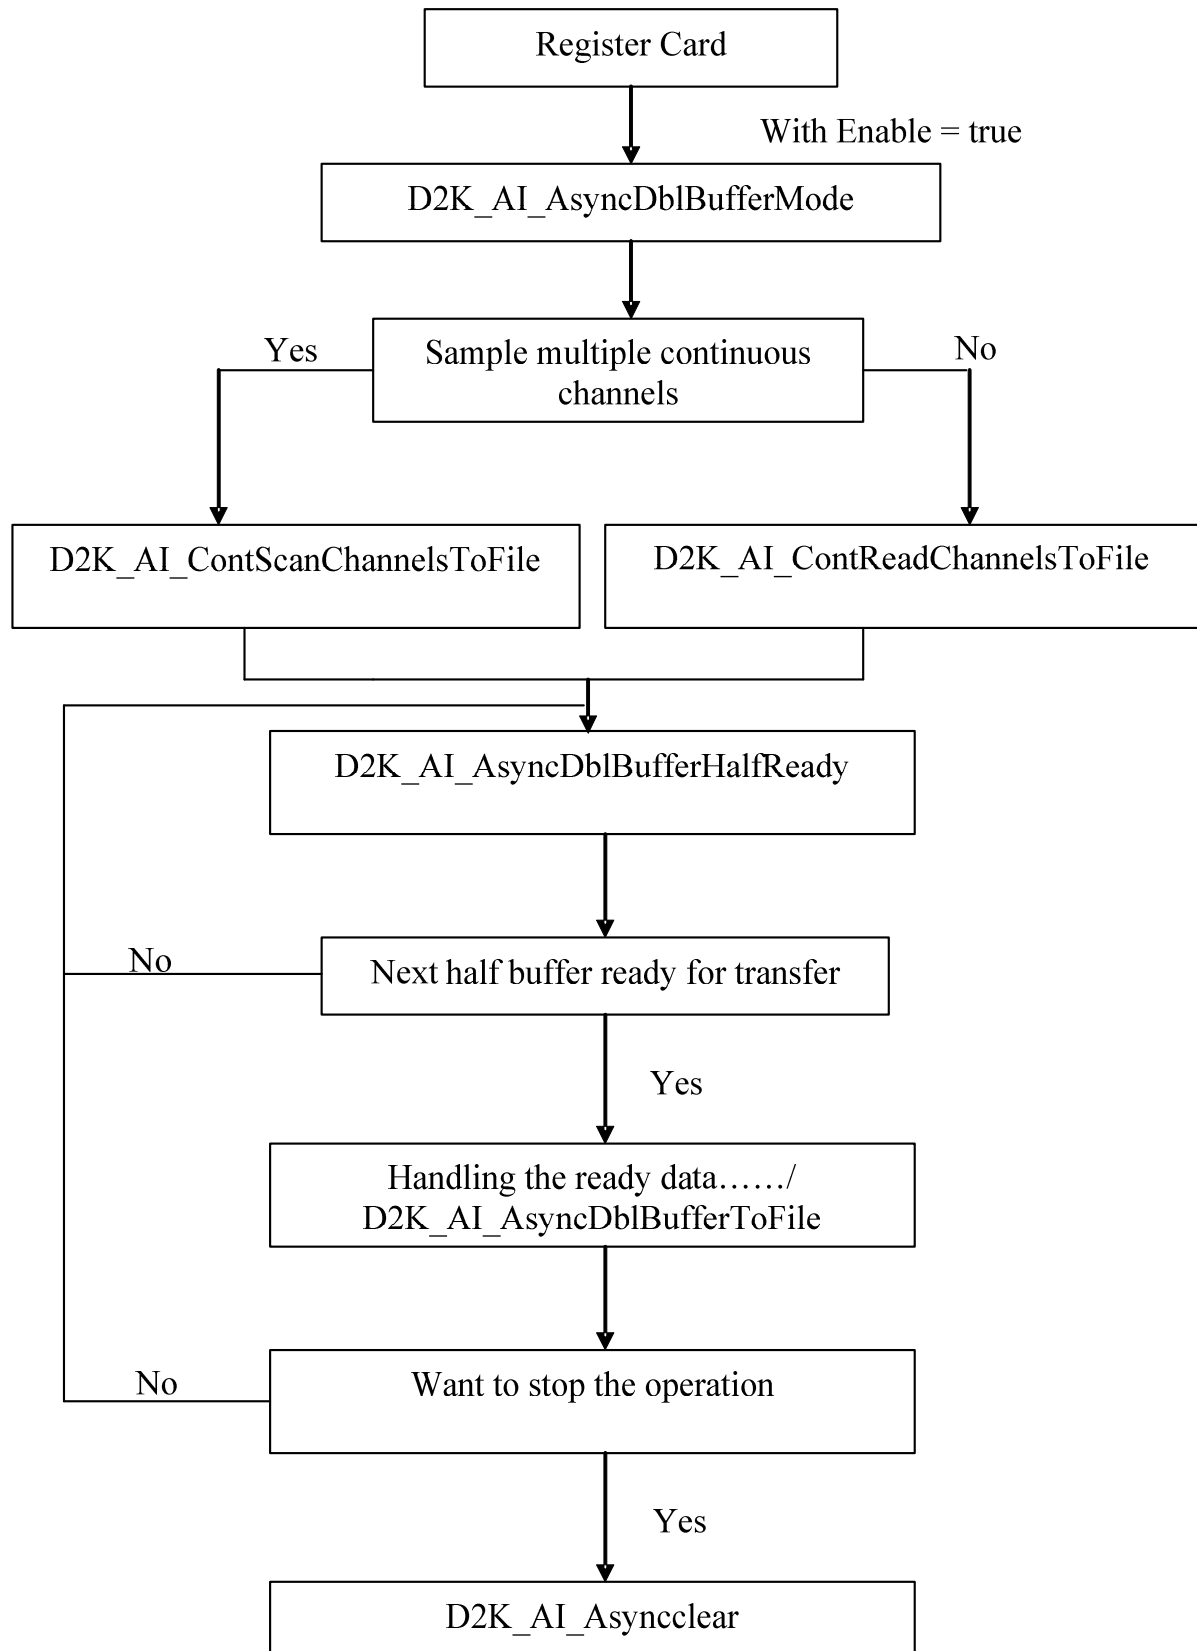 Register Card
With Enable = true
D2K_AI_AsyncDblBufferMode
Yes
Sample multiple continuous
channels
No
D2K_AI_ContScanChannelsToFile
D2K_AI_ContReadChannelsToFile
D2K_AI_AsyncDblBufferHalfReady
No
Next half buffer ready for transfer
Yes
Handling the ready data……/
D2K_AI_AsyncDblBufferToFile
No
Want to stop the operation
Yes
D2K_AI_Asyncclear